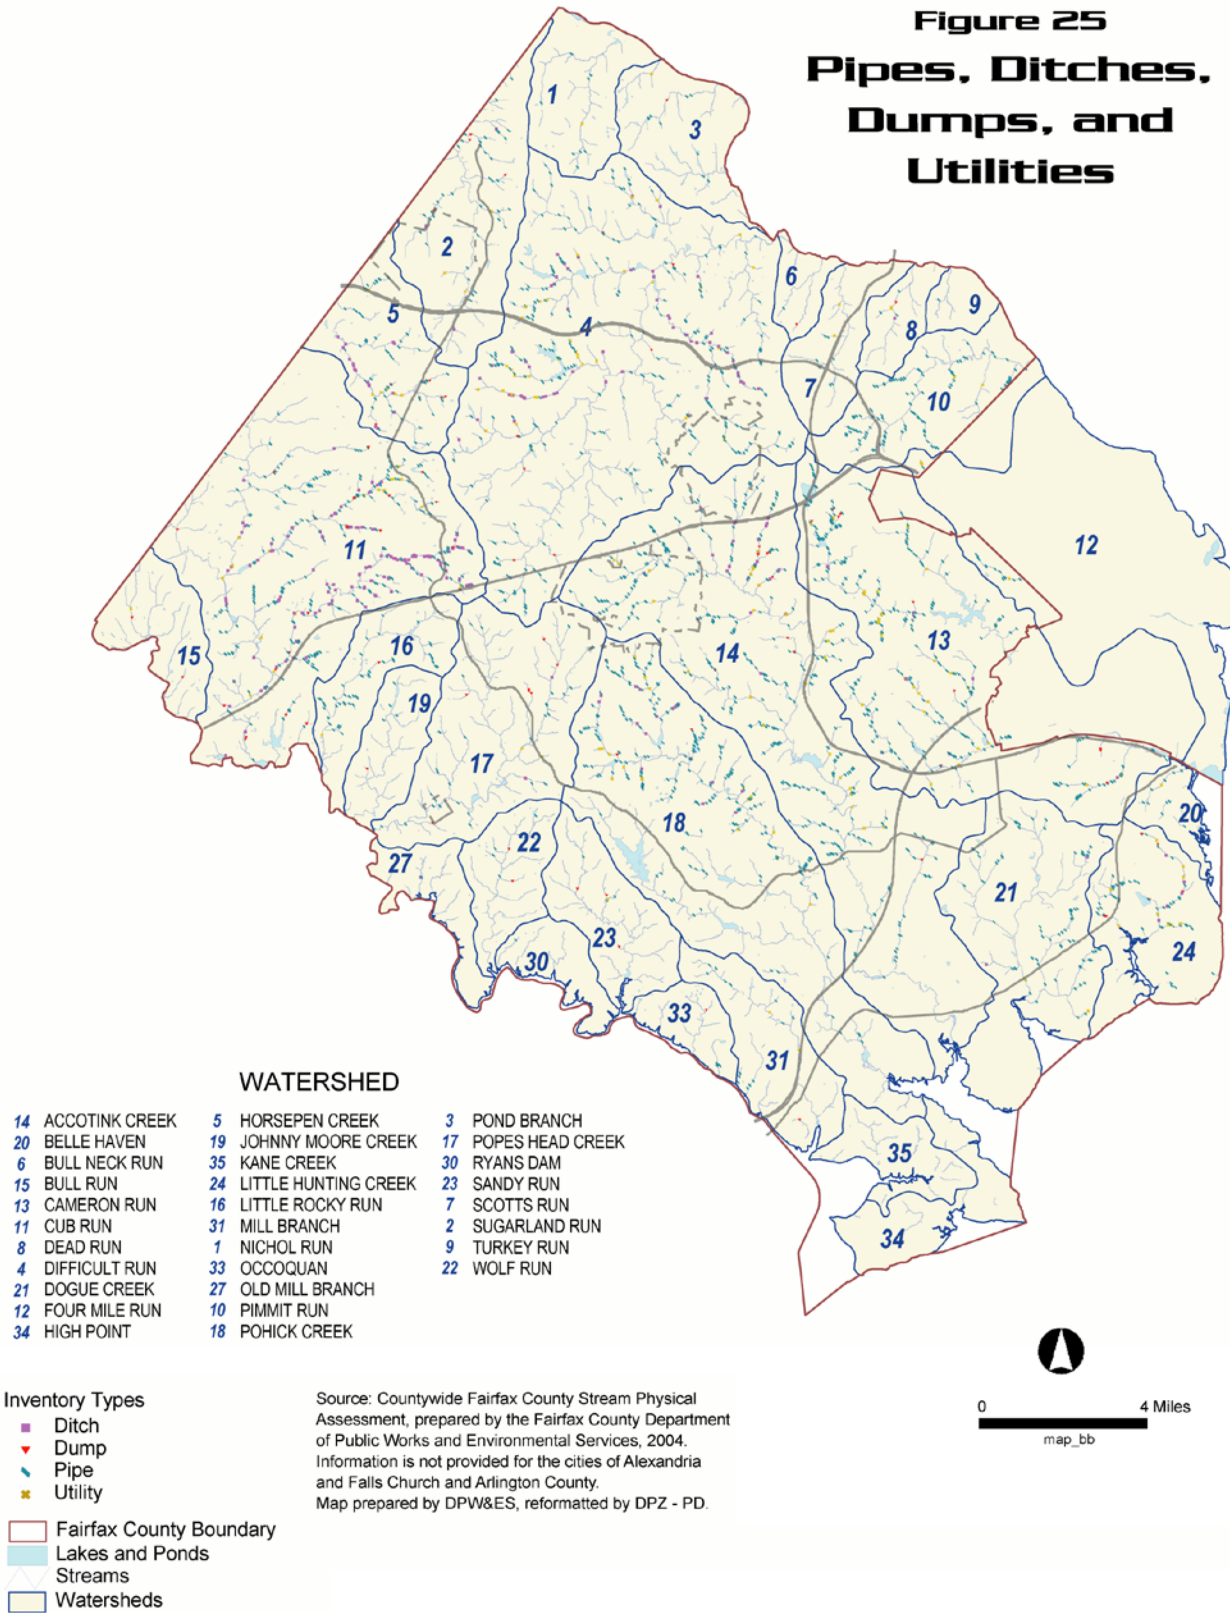 Figure 25
Pipes, Ditches,
Dumps, and
Utilities
1
3
2
6
9
5
4
8
7
10
11
12
13
15
16
14
19
17
20
18
22
27
21
23
24
30
33
31
35
34
WATERSHED
14 ACCOTINK CREEK
20 BELLE HAVEN
6 BULL NECK RUN
15 BULL RUN
13 CAMERON RUN
11 CUB RUN
8 DEAD RUN
4 DIFFICULT RUN
21 DOGUE CREEK
12 FOUR MILE RUN
34 HIGH POINT
5 HORSEPEN CREEK
19 JOHNNY MOORE CREEK
35 KANE CREEK
24 LITTLE HUNTING CREEK
16 LITTLE ROCKY RUN
31 MILL BRANCH
1 NICHOL RUN
33 OCCOQUAN
27 OLD MILL BRANCH
10 PIMMIT RUN
18 POHICK CREEK
3 POND BRANCH
17 POPES HEAD CREEK
30 RYANS DAM
23 SANDY RUN
7 SCOTTS RUN
2 SUGARLAND RUN
9 TURKEY RUN
22 WOLF RUN
Inventory Types
Ditch
Dump
Pipe
Utility
Fairfax County Boundary
Lakes and Ponds
Streams
Watersheds
Source: Countywide Fairfax County Stream Physical
Assessment, prepared by the Fairfax County Department
of Public Works and Environmental Services, 2004.
Information is not provided for the cities of Alexandria
and Falls Church and Arlington County.
Map prepared by DPW&ES, reformatted by DPZ - PD.
0 4 Miles
map_bb